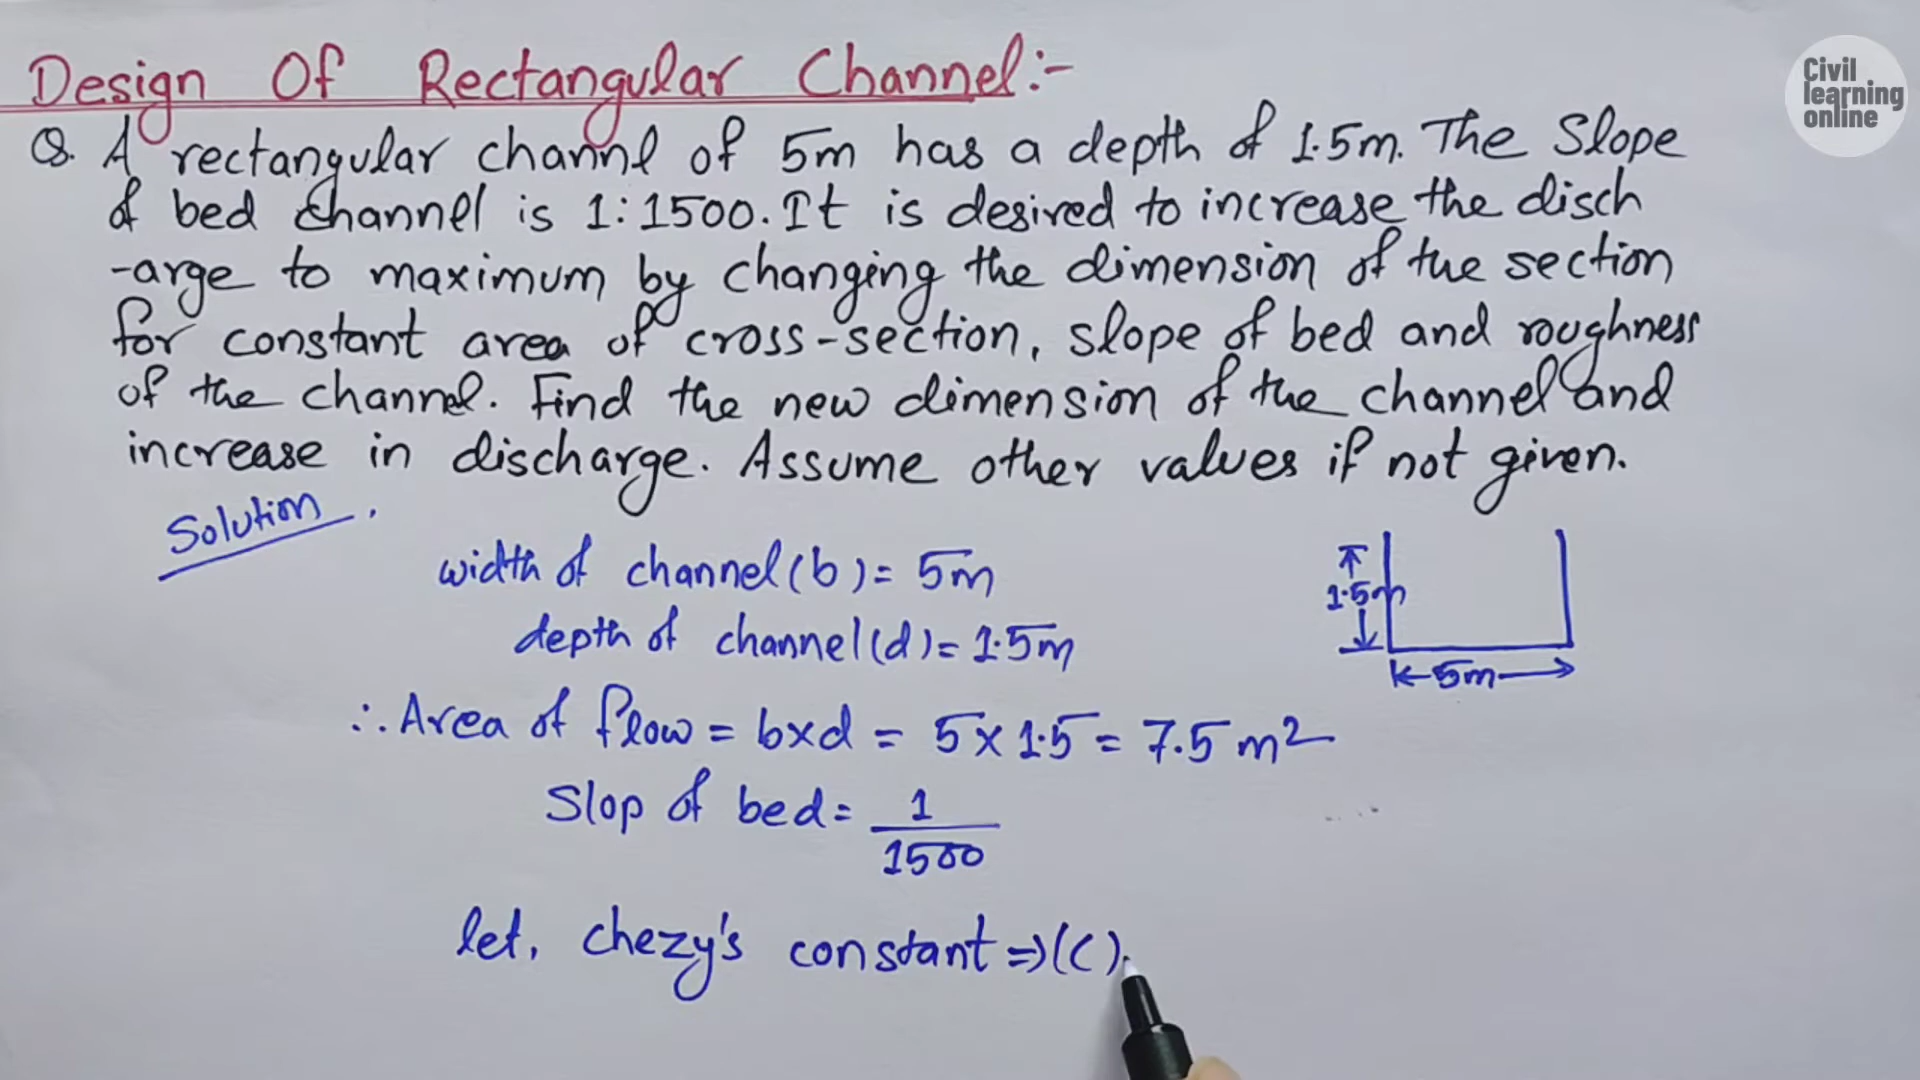 Design Of Rectangular Channel:-
Civil
learning
online
Q. A rectangular channl of 5m has a depth of 1.5m. The Slope
of bed channel is 1:1500. It is desired to increase the disch
-arge to maximum by changing the dimension of the section
for constant area of cross-section, slope of bed and roughness
of the channel. Find the new dimension of the channel and
increase in discharge. Assume other values if not given.
Solution.
width of channel(b) = 5m
depth of channel(d) = 1.5m
1.5m
5m
∴ Area of flow = b×d = 5×1.5 = 7.5 m²
Slop of bed = 1/1500
let, chezy's constant ⇒(C).